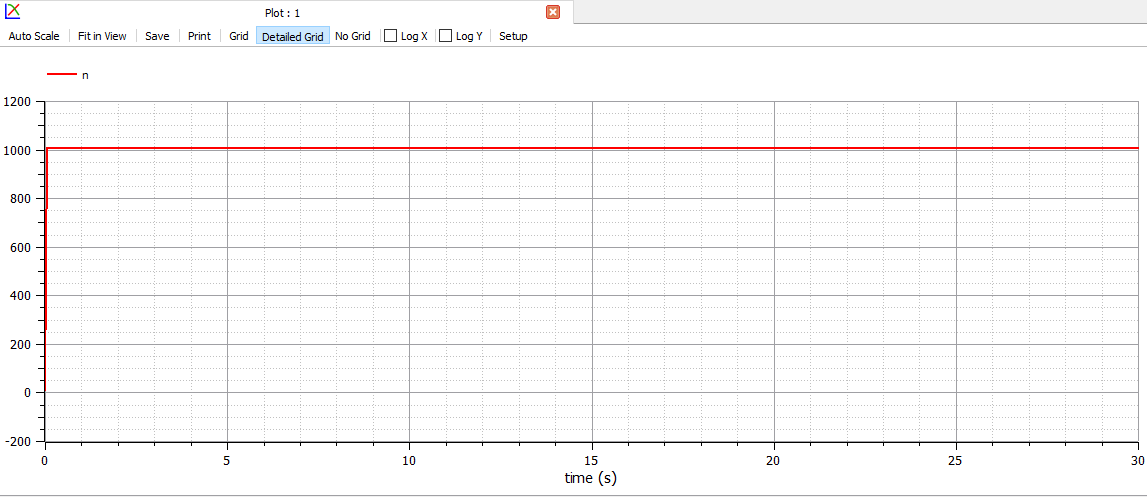 Plot : 1
Auto Scale Fit in View Save Print Grid Detailed Grid No Grid Log X Log Y Setup
n
1200
1000
800
600
400
200
0
-200
0 5 10 15 20 25 30
time (s)